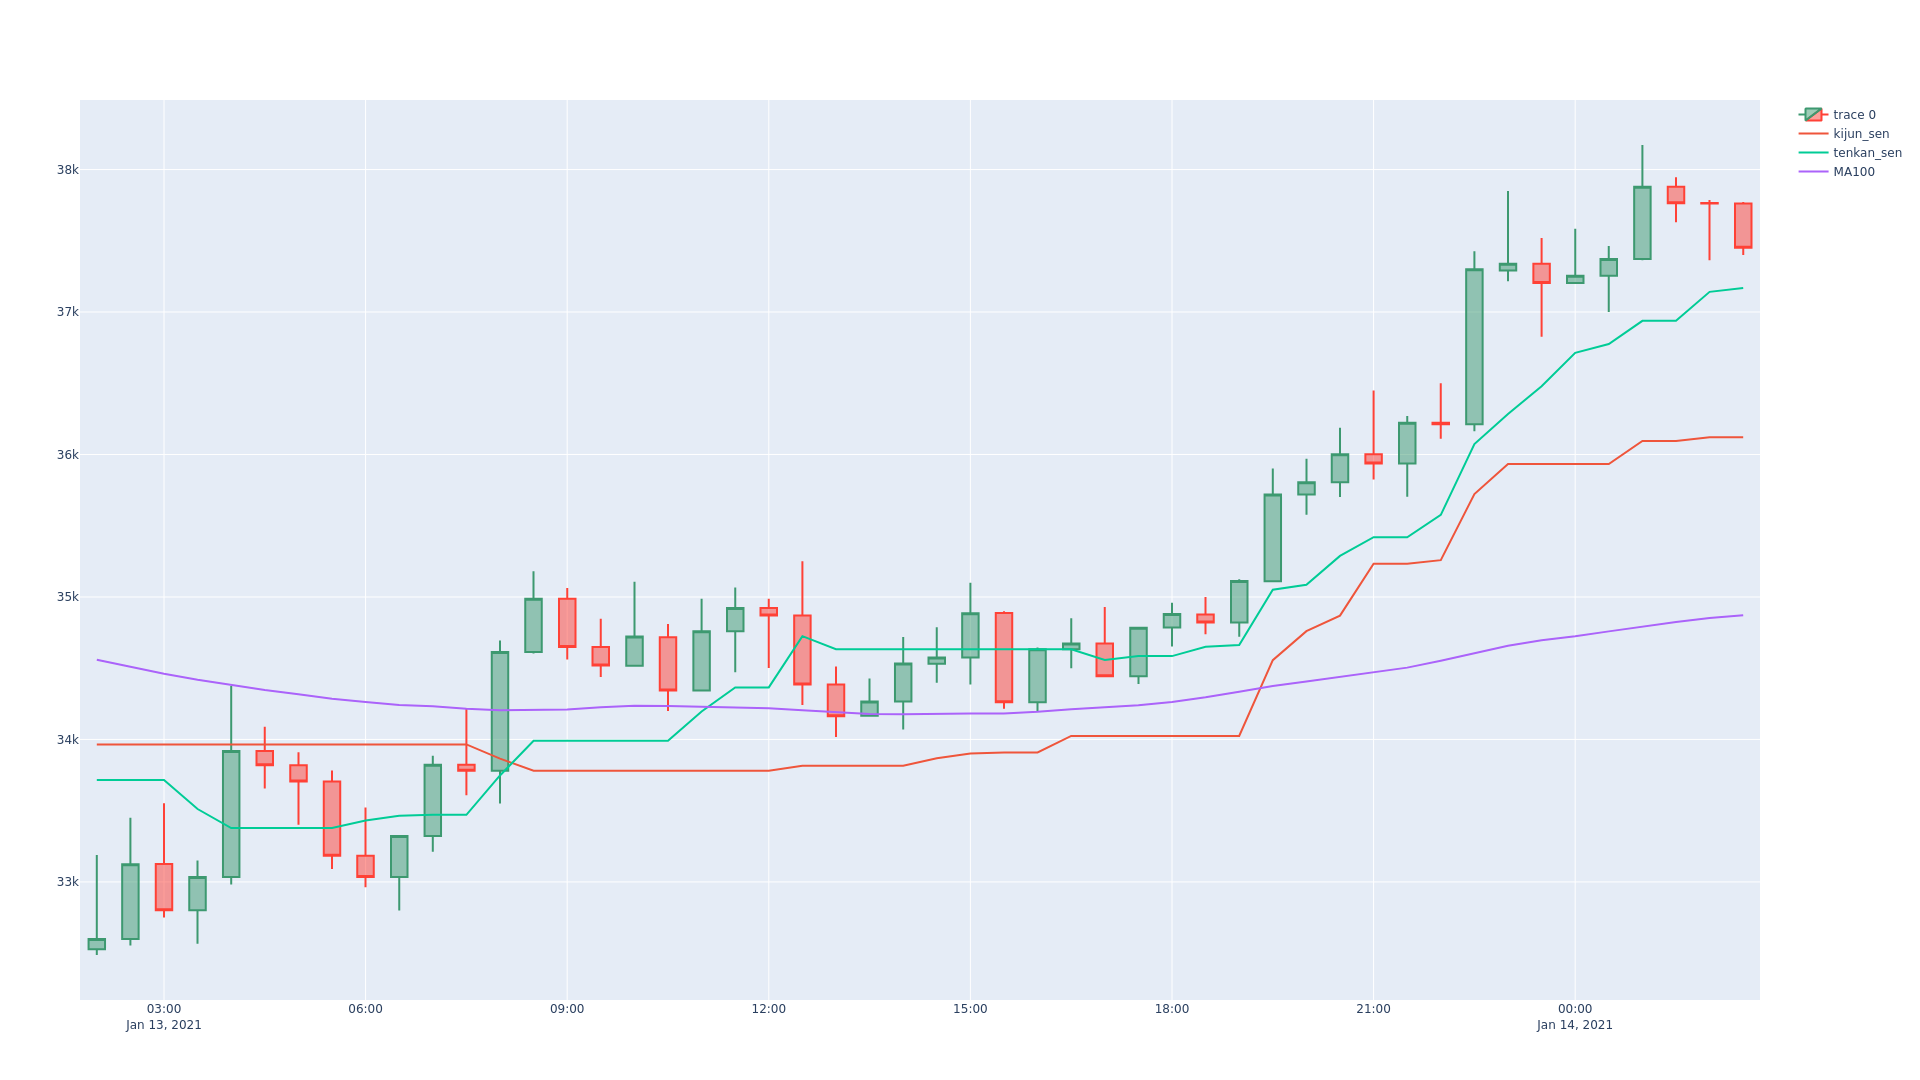 trace 0
kijun_sen
tenkan_sen
MA100
38k
37k
36k
35k
34k
33k
03:00 06:00 09:00 12:00 15:00 18:00 21:00 00:00
Jan 13, 2021 Jan 14, 2021